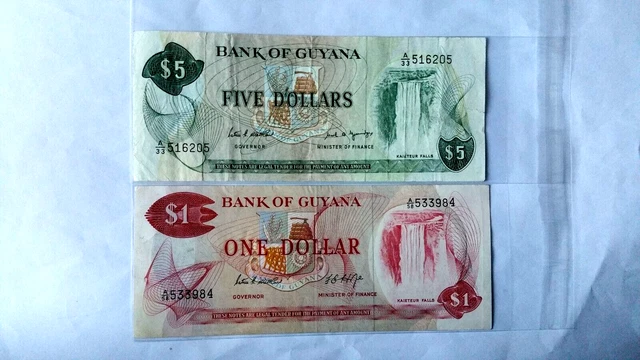 BANK OF GUYANA
A/33 516205
$5
FIVE DOLLARS
A/33 516205
GOVERNOR MINISTER OF FINANCE
KAIETEUR FALLS
$5
THESE NOTES ARE LEGAL TENDER FOR THE PAYMENT OF ANY AMOUNT
BANK OF GUYANA
533984
$1
ONE DOLLAR
OF GUYANA
533984
GOVERNOR MINISTER OF FINANCE
KAIETEUR FALLS
$1
THESE NOTES ARE LEGAL TENDER FOR THE PAYMENT OF ANY AMOUNT